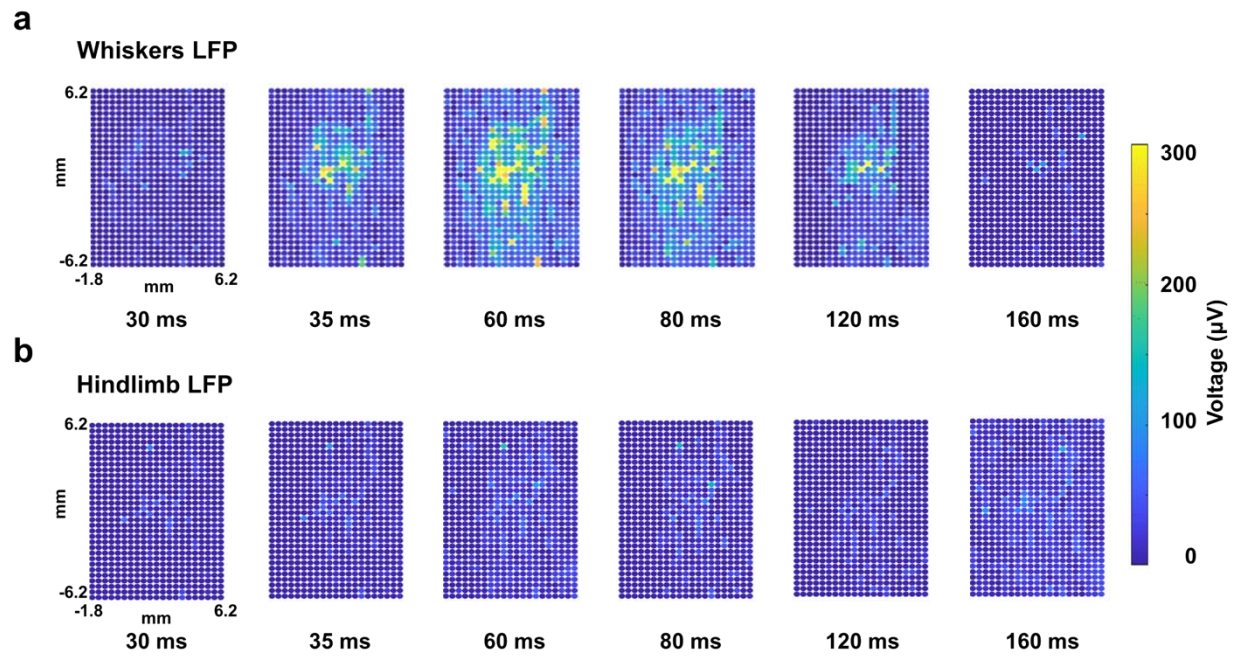 a
Whiskers LFP
6.2
mm
-6.2
-1.8
6.2
mm
30 ms
35 ms
60 ms
80 ms
120 ms
160 ms
300
200
100
0
Voltage (μV)
b
Hindlimb LFP
6.2
mm
-6.2
-1.8
6.2
mm
30 ms
35 ms
60 ms
80 ms
120 ms
160 ms